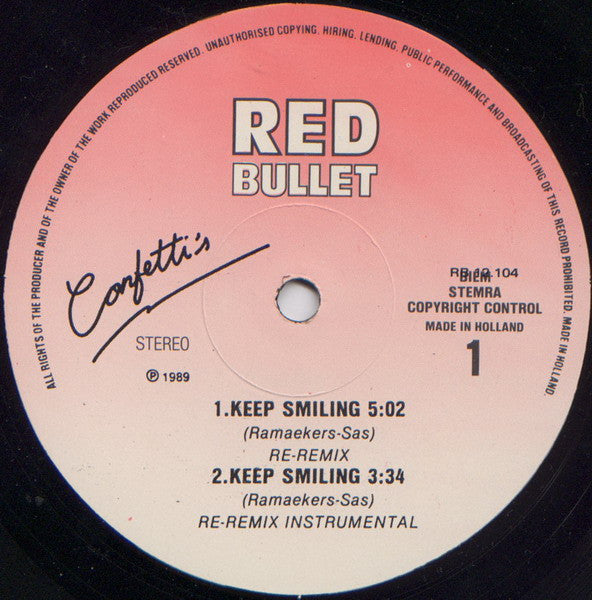 ALL RIGHTS OF THE PRODUCER AND OF THE OWNER OF THE WORK REPRODUCED RESERVED. UNAUTHORISED COPYING, HIRING, LENDING, PUBLIC PERFORMANCE AND BROADCASTING OF THIS RECORD PROHIBITED. MADE IN HOLLAND.
RED
BULLET
Confetti's
STEREO
℗ 1989
RB 12.104
BIEM
STEMRA
COPYRIGHT CONTROL
MADE IN HOLLAND
1
1.KEEP SMILING 5:02
(Ramaekers-Sas)
RE-REMIX
2.KEEP SMILING 3:34
(Ramaekers-Sas)
RE-REMIX INSTRUMENTAL